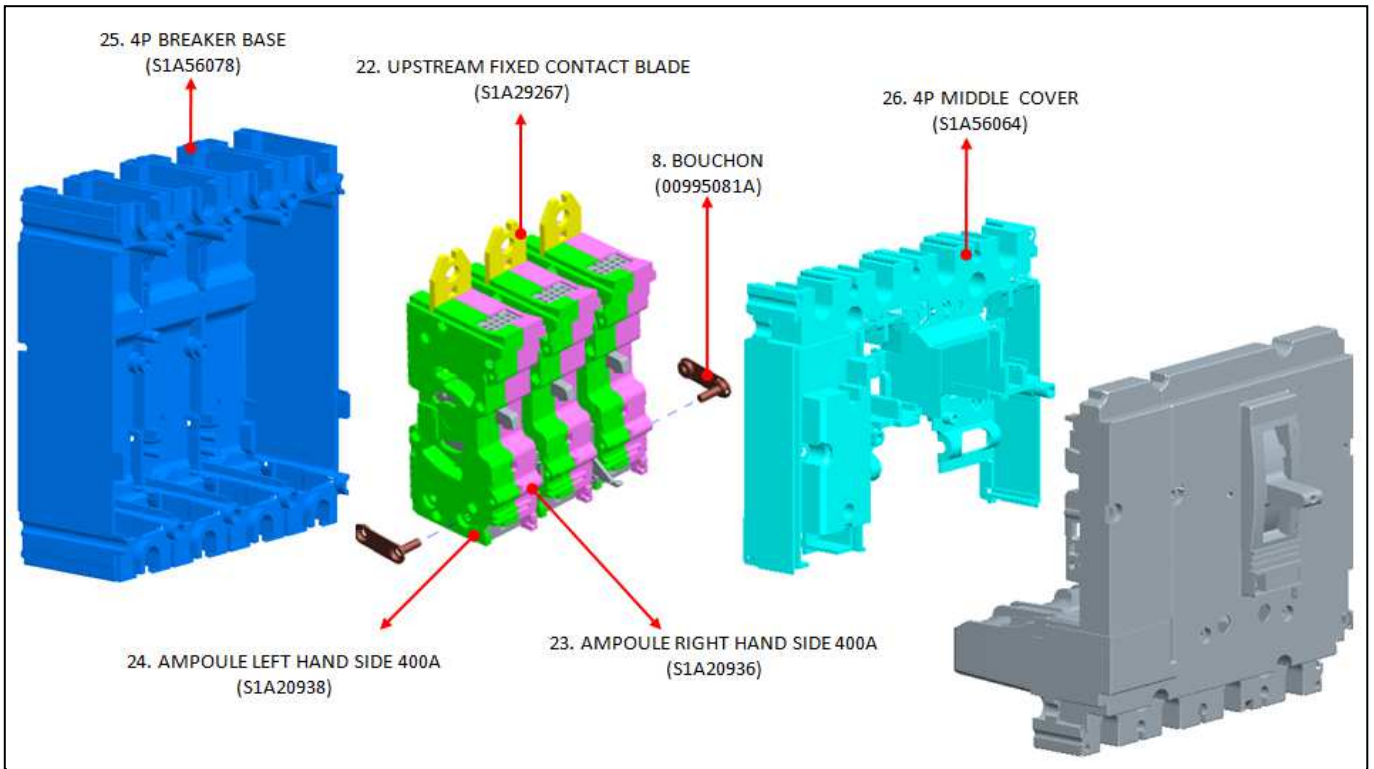 25. 4P BREAKER BASE
(S1A56078)
22. UPSTREAM FIXED CONTACT BLADE
(S1A29267)
26. 4P MIDDLE COVER
(S1A56064)
8. BOUCHON
(00995081A)
24. AMPOULE LEFT HAND SIDE 400A
(S1A20938)
23. AMPOULE RIGHT HAND SIDE 400A
(S1A20936)